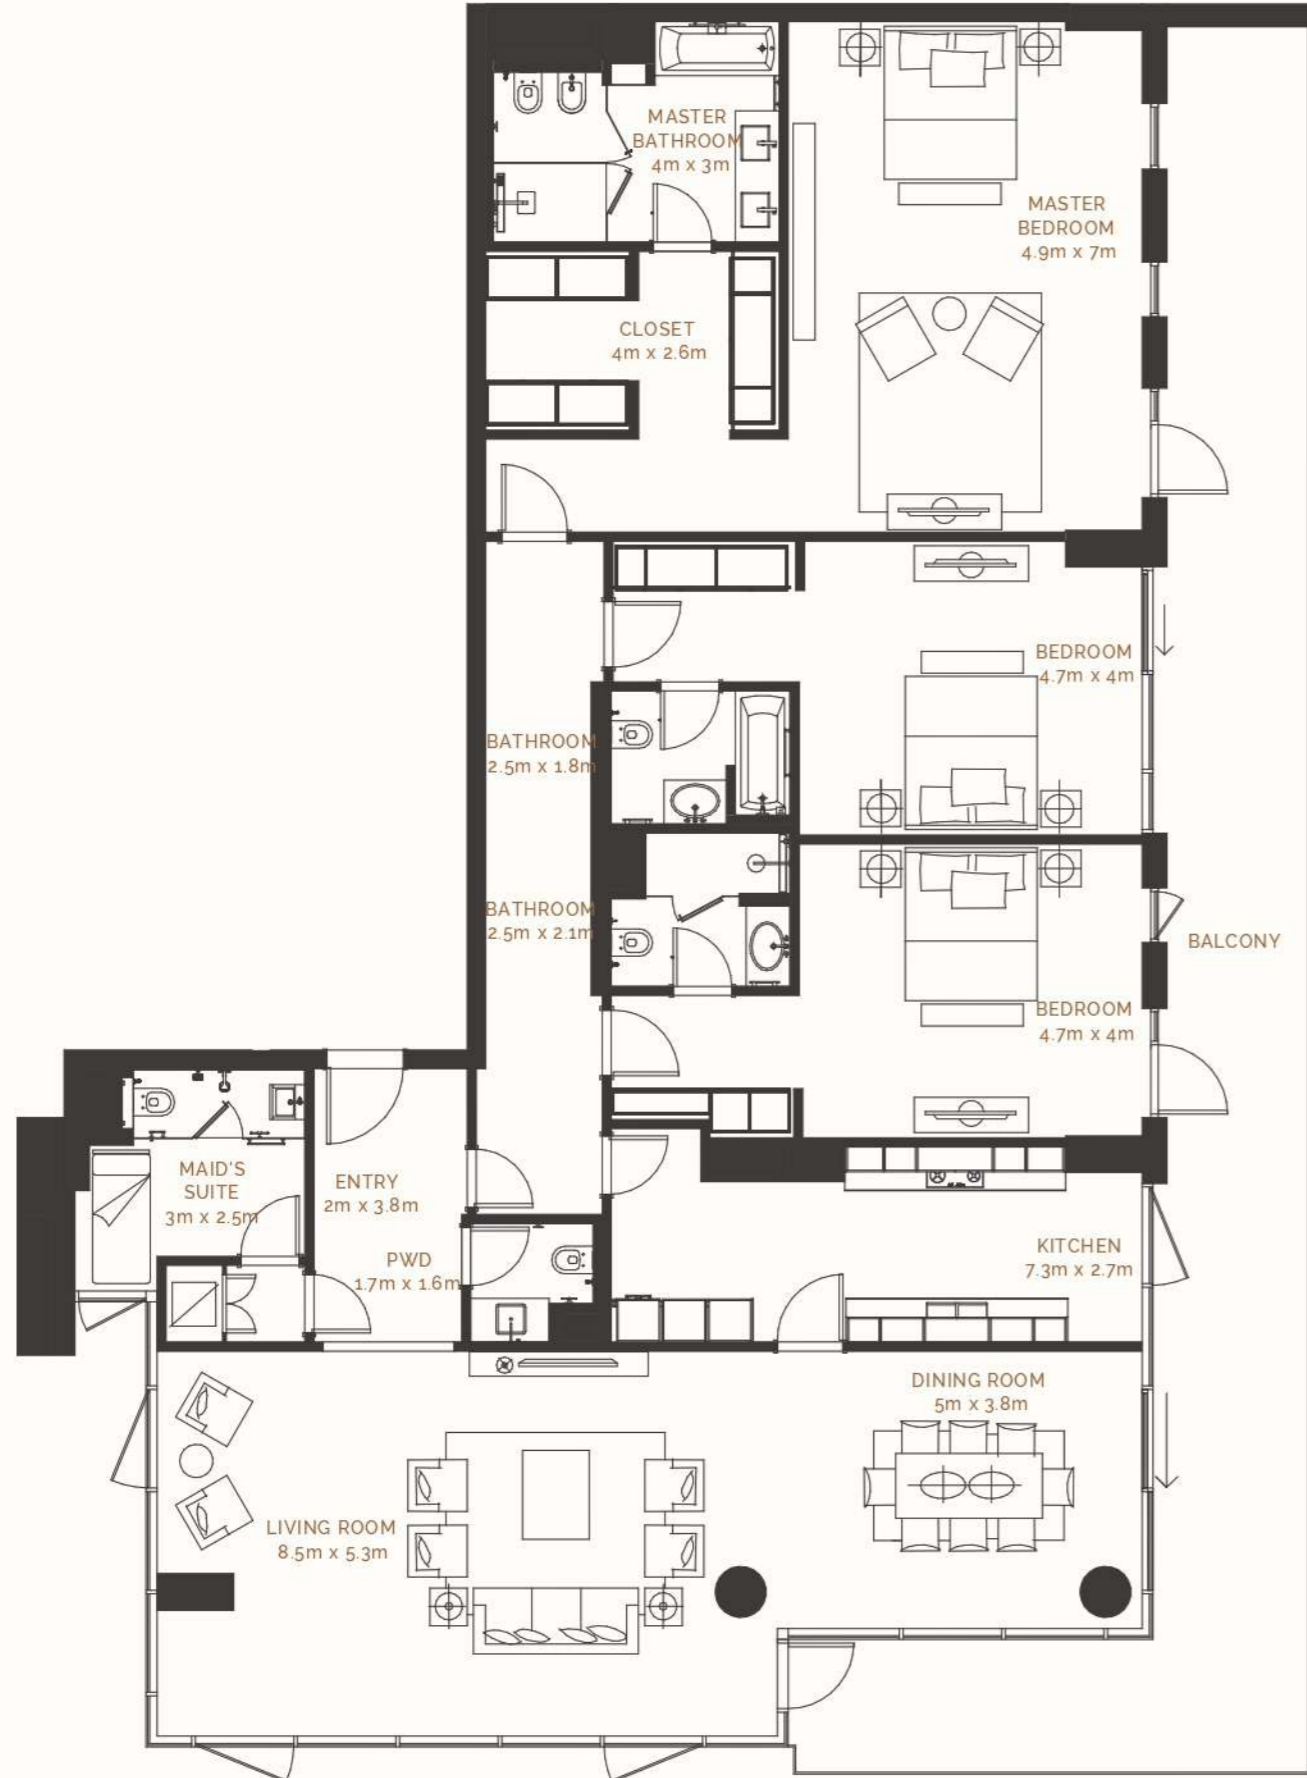 MASTER
BATHROOM
4m x 3m
MASTER
BEDROOM
4.9m x 7m
CLOSET
4m x 2.6m
BEDROOM
4.7m x 4m
BATHROOM
2.5m x 1.8m
BATHROOM
2.5m x 2.1m
BALCONY
BEDROOM
4.7m x 4m
MAID'S
SUITE
3m x 2.5m
ENTRY
2m x 3.8m
PWD
1.7m x 1.6m
KITCHEN
7.3m x 2.7m
DINING ROOM
5m x 3.8m
LIVING ROOM
8.5m x 5.3m